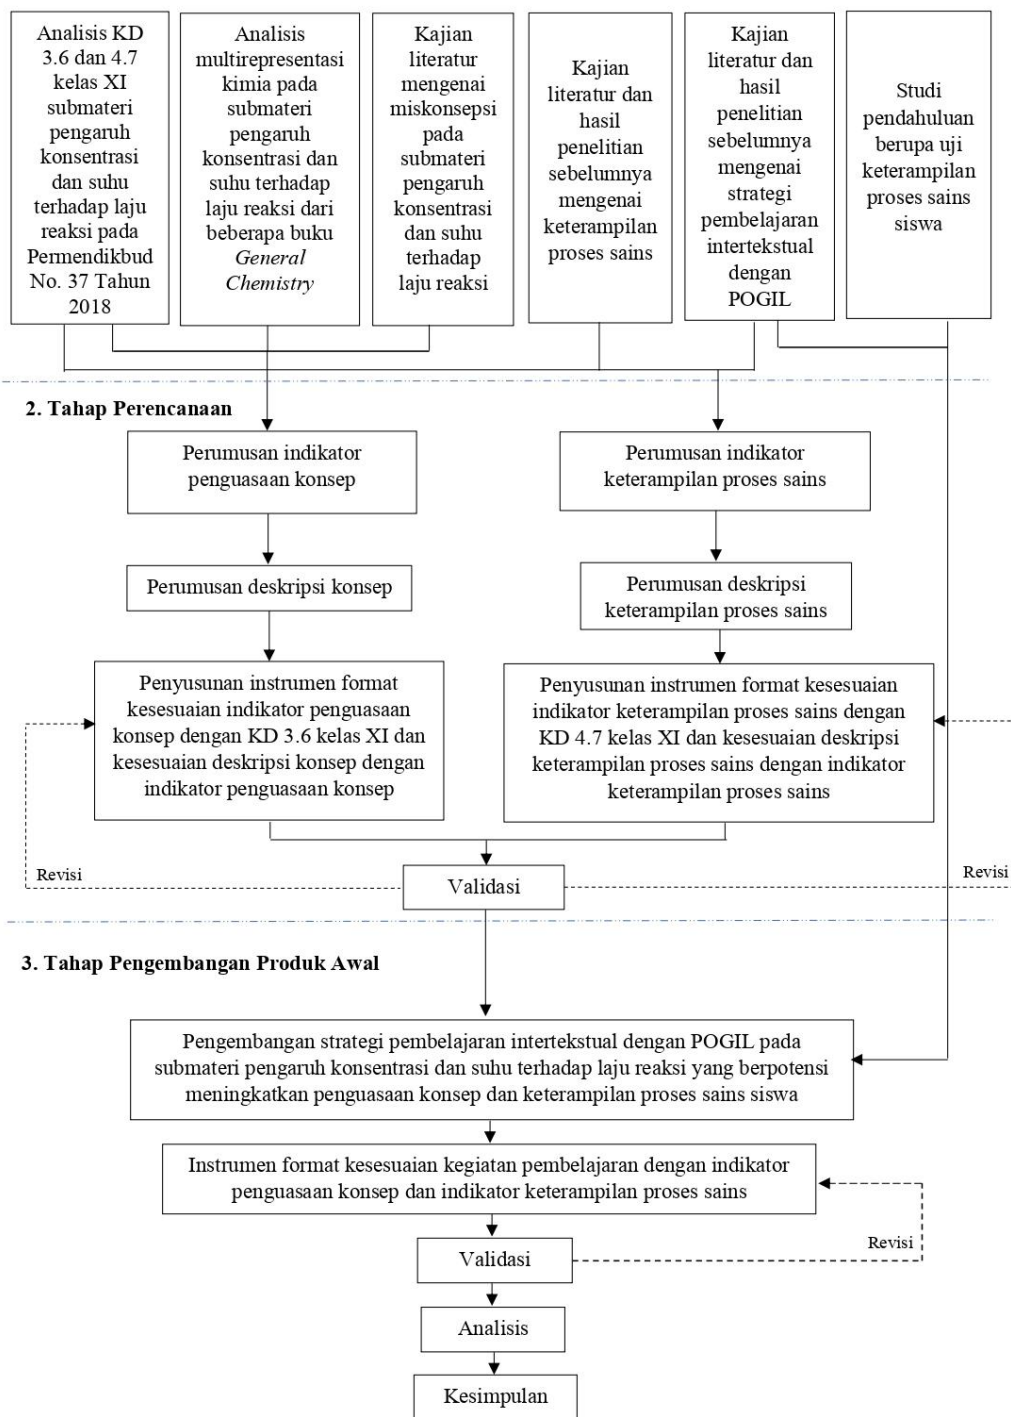 Analisis KD
3.6 dan 4.7
kelas XI
submateri
pengaruh
konsentrasi
dan suhu
terhadap laju
reaksi pada
Permendikbud
No. 37 Tahun
2018
Analisis
multirepresentasi
kimia pada
submateri
pengaruh
konsentrasi dan
suhu terhadap
laju reaksi dari
beberapa buku
General
Chemistry
Kajian
literatur
mengenai
miskonsepsi
pada
submateri
pengaruh
konsentrasi
dan suhu
terhadap
laju reaksi
Kajian
literatur dan
hasil
penelitian
sebelumnya
mengenai
keterampilan
proses sains
Kajian
literatur dan
hasil
penelitian
sebelumnya
mengenai
strategi
pembelajaran
intertekstual
dengan
POGIL
Studi
pendahuluan
berupa uji
keterampilan
proses sains
siswa
2. Tahap Perencanaan
Perumusan indikator
penguasaan konsep
Perumusan indikator
keterampilan proses sains
Perumusan deskripsi konsep
Perumusan deskripsi
keterampilan proses sains
Penyusunan instrumen format
kesesuaian indikator penguasaan
konsep dengan KD 3.6 kelas XI dan
kesesuaian deskripsi konsep dengan
indikator penguasaan konsep
Penyusunan instrumen format kesesuaian
indikator keterampilan proses sains dengan
KD 4.7 kelas XI dan kesesuaian deskripsi
keterampilan proses sains dengan indikator
keterampilan proses sains
Revisi
Validasi
Revisi
3. Tahap Pengembangan Produk Awal
Pengembangan strategi pembelajaran intertekstual dengan POGIL pada
submateri pengaruh konsentrasi dan suhu terhadap laju reaksi yang berpotensi
meningkatkan penguasaan konsep dan keterampilan proses sains siswa
Instrumen format kesesuaian kegiatan pembelajaran dengan indikator
penguasaan konsep dan indikator keterampilan proses sains
Revisi
Validasi
Analisis
Kesimpulan